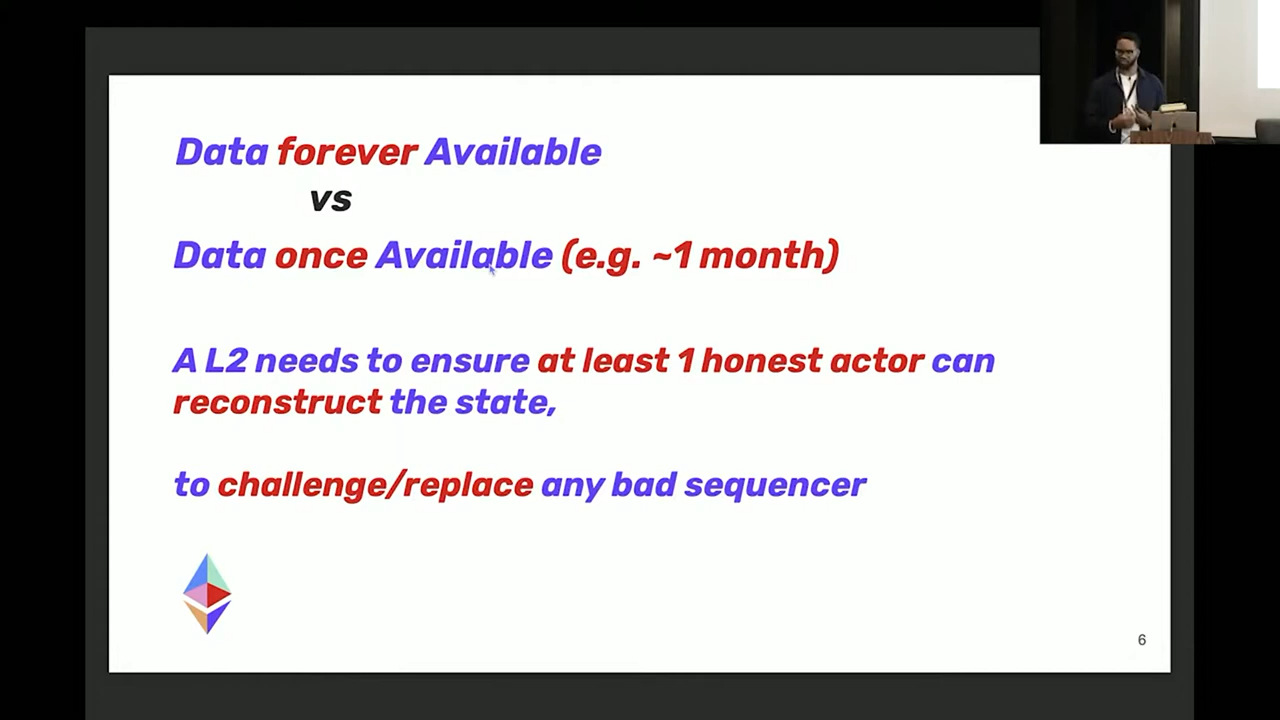 Data forever Available
vs
Data once Available (e.g. ~1 month)
A L2 needs to ensure at least 1 honest actor can
reconstruct the state,
to challenge/replace any bad sequencer
6